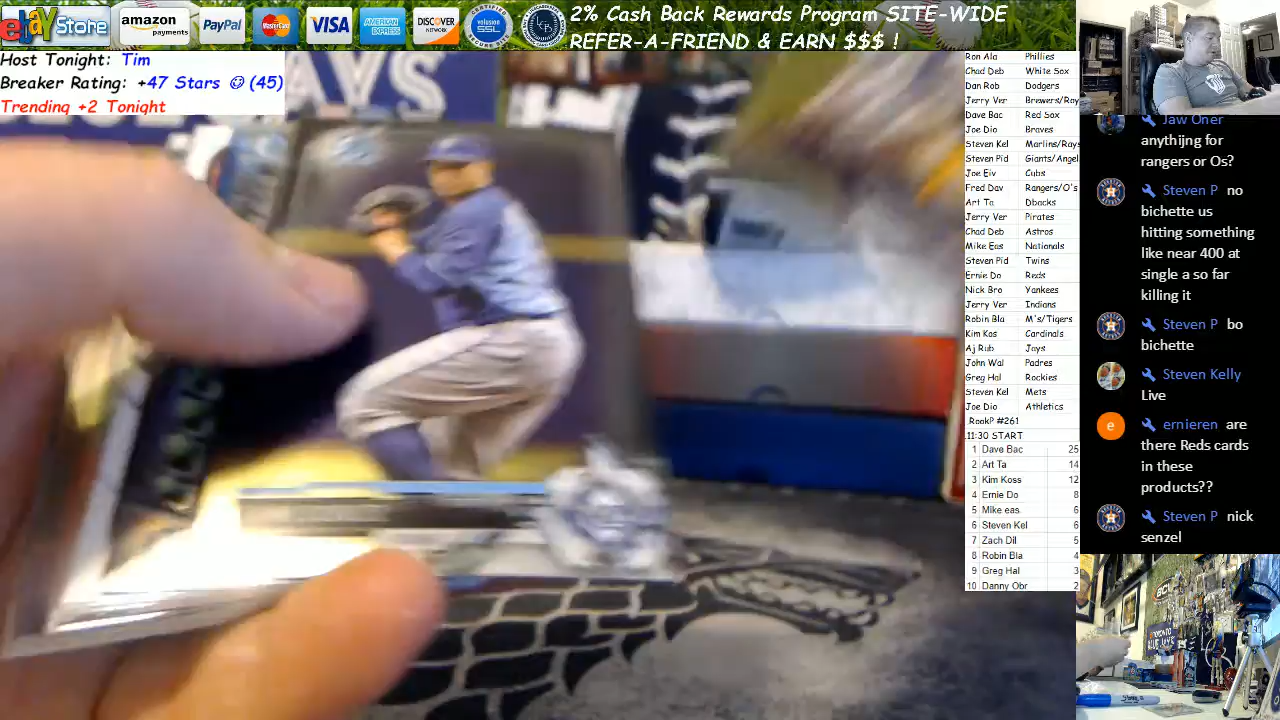 ebay Store
amazon payments
PayPal
MasterCard
VISA
AMERICAN EXPRESS
DISCOVER NETWORK
volusion SSL
2% Cash Back Rewards Program SITE-WIDE
REFER-A-FRIEND & EARN $$$ !
Host Tonight: Tim
Breaker Rating: +47 Stars ☺ (45)
Trending +2 Tonight
Ron Ala Phillies
Chad Deb White Sox
Dan Rob Dodgers
Jerry Ver Brewers/Roy
Dave Bac Red Sox
Joe Dio Braves
Steven Kel Marlins/Rays
Steven Pid Giants/Angel
Joe Eiv Cubs
Fred Dav Rangers/O's
Art Ta Dbacks
Jerry Ver Pirates
Chad Deb Astros
Mike Eas Nationals
Steven Pid Twins
Ernie Do Reds
Nick Bro Yankees
Jerry Ver Indians
Robin Bla M's/Tigers
Kim Kos Cardinals
Aj Rub Jays
John Wal Padres
Greg Hal Rockies
Steven Kel Mets
Joe Dio Athletics
RookP #261
11:30 START
1 Dave Bac 25
2 Art Ta 14
3 Kim Koss 12
4 Ernie Do 8
5 Mike eas 6
6 Steven Kel 6
7 Zach Dil 5
8 Robin Bla 4
9 Greg Hal 3
10 Danny Obr 2
Jaw Oner
anythijng for
rangers or Os?
Steven P no
bichette us
hitting something
like near 400 at
single a so far
killing it
Steven P bo
bichette
Steven Kelly
Live
e ernieren are
there Reds cards
in these
products??
Steven P nick
senzel
TORONTO